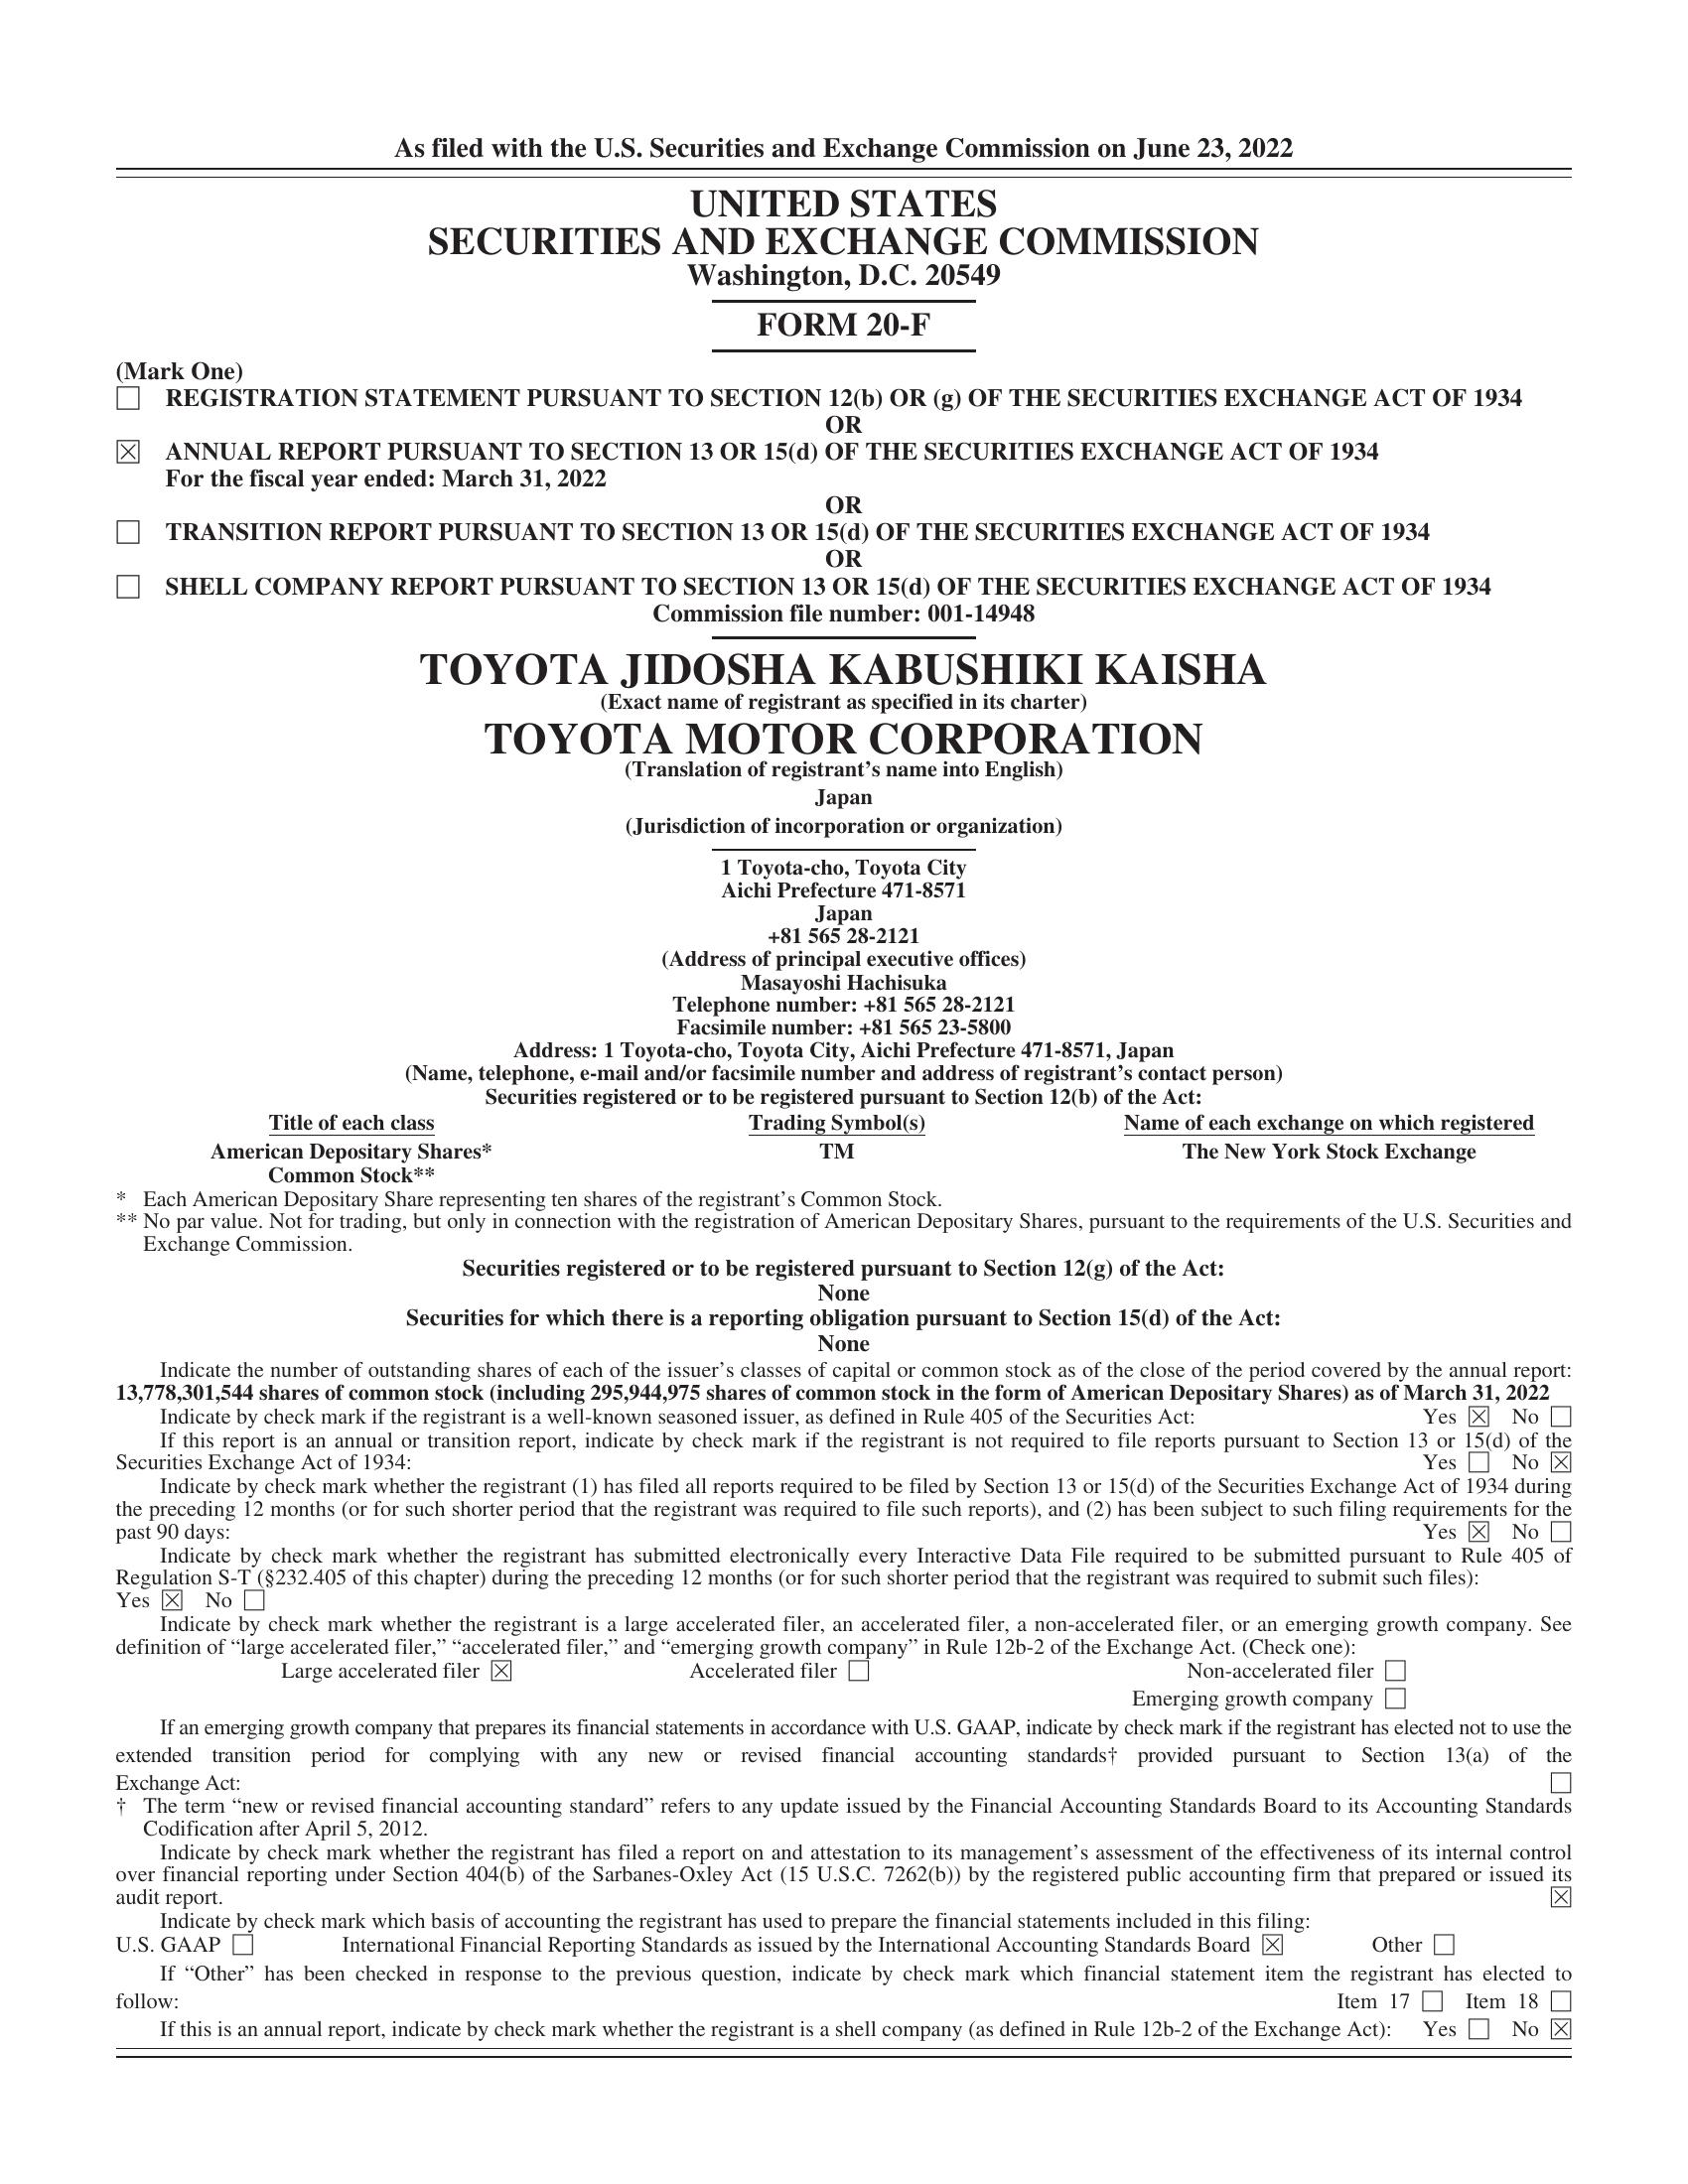 As filed with the U.S. Securities and Exchange Commission on June 23, 2022
UNITED STATES
SECURITIES AND EXCHANGE COMMISSION
Washington, D.C. 20549
FORM 20-F
(Mark One)
☐ REGISTRATION STATEMENT PURSUANT TO SECTION 12(b) OR (g) OF THE SECURITIES EXCHANGE ACT OF 1934
OR
☒ ANNUAL REPORT PURSUANT TO SECTION 13 OR 15(d) OF THE SECURITIES EXCHANGE ACT OF 1934
For the fiscal year ended: March 31, 2022
OR
☐ TRANSITION REPORT PURSUANT TO SECTION 13 OR 15(d) OF THE SECURITIES EXCHANGE ACT OF 1934
OR
☐ SHELL COMPANY REPORT PURSUANT TO SECTION 13 OR 15(d) OF THE SECURITIES EXCHANGE ACT OF 1934
Commission file number: 001-14948
TOYOTA JIDOSHA KABUSHIKI KAISHA
(Exact name of registrant as specified in its charter)
TOYOTA MOTOR CORPORATION
(Translation of registrant’s name into English)
Japan
(Jurisdiction of incorporation or organization)
1 Toyota-cho, Toyota City
Aichi Prefecture 471-8571
Japan
+81 565 28-2121
(Address of principal executive offices)
Masayoshi Hachisuka
Telephone number: +81 565 28-2121
Facsimile number: +81 565 23-5800
Address: 1 Toyota-cho, Toyota City, Aichi Prefecture 471-8571, Japan
(Name, telephone, e-mail and/or facsimile number and address of registrant’s contact person)
Securities registered or to be registered pursuant to Section 12(b) of the Act:
Title of each class Trading Symbol(s) Name of each exchange on which registered
American Depositary Shares* TM The New York Stock Exchange
Common Stock**
* Each American Depositary Share representing ten shares of the registrant’s Common Stock.
** No par value. Not for trading, but only in connection with the registration of American Depositary Shares, pursuant to the requirements of the U.S. Securities and
Exchange Commission.
Securities registered or to be registered pursuant to Section 12(g) of the Act:
None
Securities for which there is a reporting obligation pursuant to Section 15(d) of the Act:
None
Indicate the number of outstanding shares of each of the issuer’s classes of capital or common stock as of the close of the period covered by the annual report:
13,778,301,544 shares of common stock (including 295,944,975 shares of common stock in the form of American Depositary Shares) as of March 31, 2022
Indicate by check mark if the registrant is a well-known seasoned issuer, as defined in Rule 405 of the Securities Act: Yes ☒ No ☐
If this report is an annual or transition report, indicate by check mark if the registrant is not required to file reports pursuant to Section 13 or 15(d) of the
Securities Exchange Act of 1934: Yes ☐ No ☒
Indicate by check mark whether the registrant (1) has filed all reports required to be filed by Section 13 or 15(d) of the Securities Exchange Act of 1934 during
the preceding 12 months (or for such shorter period that the registrant was required to file such reports), and (2) has been subject to such filing requirements for the
past 90 days: Yes ☒ No ☐
Indicate by check mark whether the registrant has submitted electronically every Interactive Data File required to be submitted pursuant to Rule 405 of
Regulation S-T (§232.405 of this chapter) during the preceding 12 months (or for such shorter period that the registrant was required to submit such files):
Yes ☒ No ☐
Indicate by check mark whether the registrant is a large accelerated filer, an accelerated filer, a non-accelerated filer, or an emerging growth company. See
definition of “large accelerated filer,” “accelerated filer,” and “emerging growth company” in Rule 12b-2 of the Exchange Act. (Check one):
Large accelerated filer ☒ Accelerated filer ☐ Non-accelerated filer ☐
Emerging growth company ☐
If an emerging growth company that prepares its financial statements in accordance with U.S. GAAP, indicate by check mark if the registrant has elected not to use the
extended transition period for complying with any new or revised financial accounting standards† provided pursuant to Section 13(a) of the
Exchange Act: ☐
† The term “new or revised financial accounting standard” refers to any update issued by the Financial Accounting Standards Board to its Accounting Standards
Codification after April 5, 2012.
Indicate by check mark whether the registrant has filed a report on and attestation to its management’s assessment of the effectiveness of its internal control
over financial reporting under Section 404(b) of the Sarbanes-Oxley Act (15 U.S.C. 7262(b)) by the registered public accounting firm that prepared or issued its
audit report. ☒
Indicate by check mark which basis of accounting the registrant has used to prepare the financial statements included in this filing:
U.S. GAAP ☐ International Financial Reporting Standards as issued by the International Accounting Standards Board ☒ Other ☐
If “Other” has been checked in response to the previous question, indicate by check mark which financial statement item the registrant has elected to
follow: Item 17 ☐ Item 18 ☐
If this is an annual report, indicate by check mark whether the registrant is a shell company (as defined in Rule 12b-2 of the Exchange Act): Yes ☐ No ☒